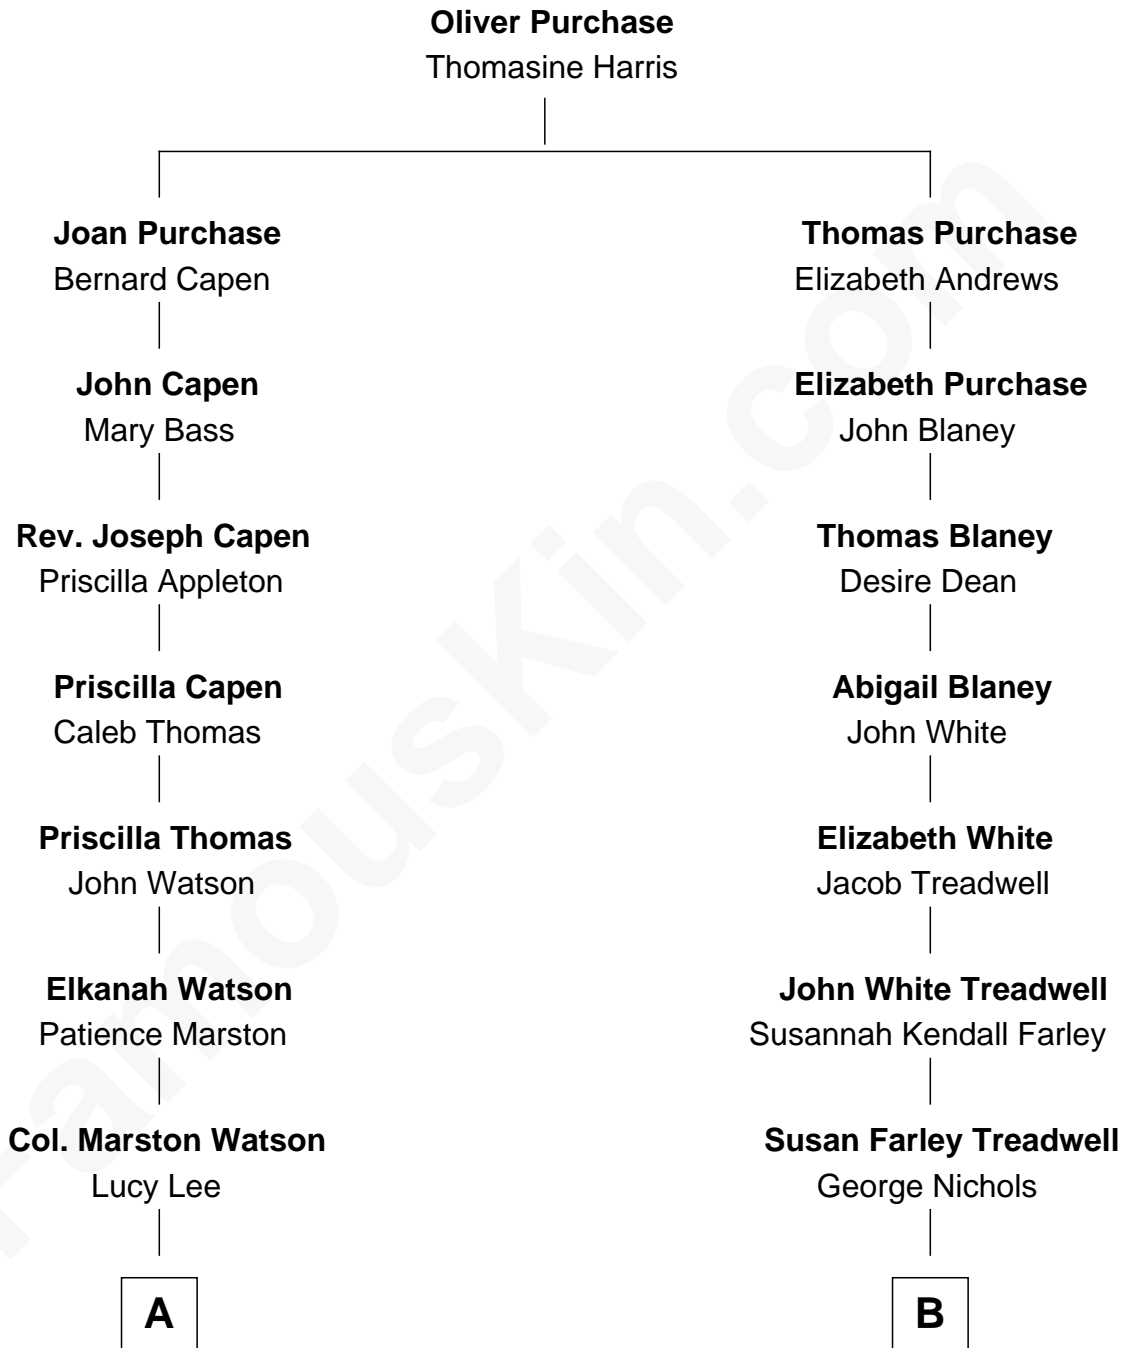 Oliver Purchase
Thomasine Harris
Joan Purchase
Bernard Capen
Thomas Purchase
Elizabeth Andrews
John Capen
Mary Bass
Elizabeth Purchase
John Blaney
Rev. Joseph Capen
Priscilla Appleton
Thomas Blaney
Desire Dean
Priscilla Capen
Caleb Thomas
Abigail Blaney
John White
Priscilla Thomas
John Watson
Elizabeth White
Jacob Treadwell
Elkanah Watson
Patience Marston
John White Treadwell
Susannah Kendall Farley
Col. Marston Watson
Lucy Lee
Susan Farley Treadwell
George Nichols
A
B
FamousKin.com